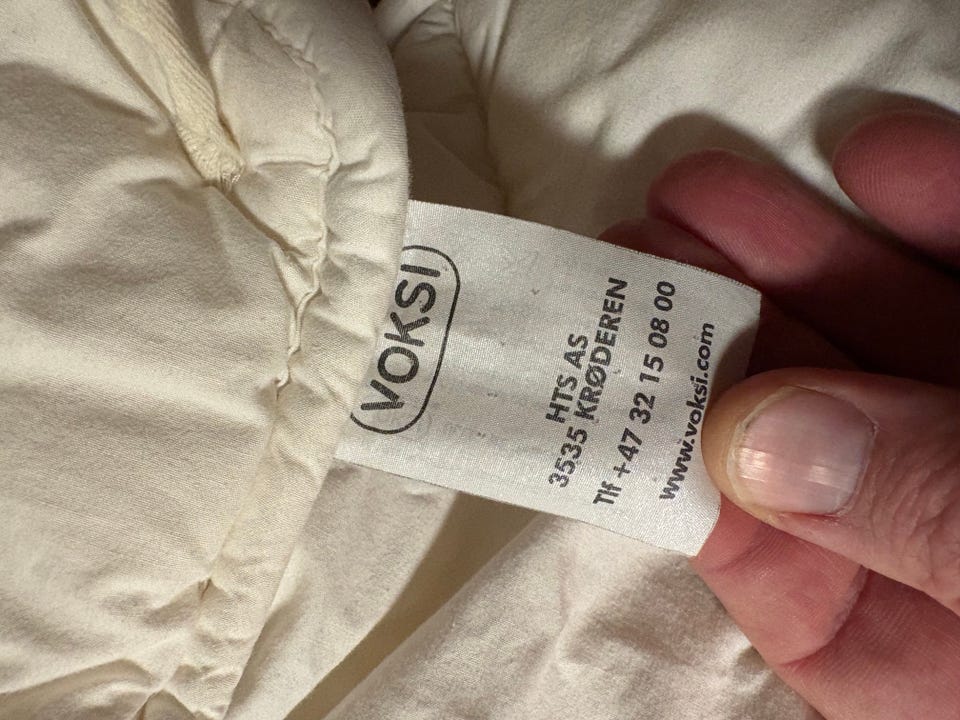 VOKSI
HTS AS
3535 KRØDEREN
Tlf +47 32 15 08 00
www.voksi.com